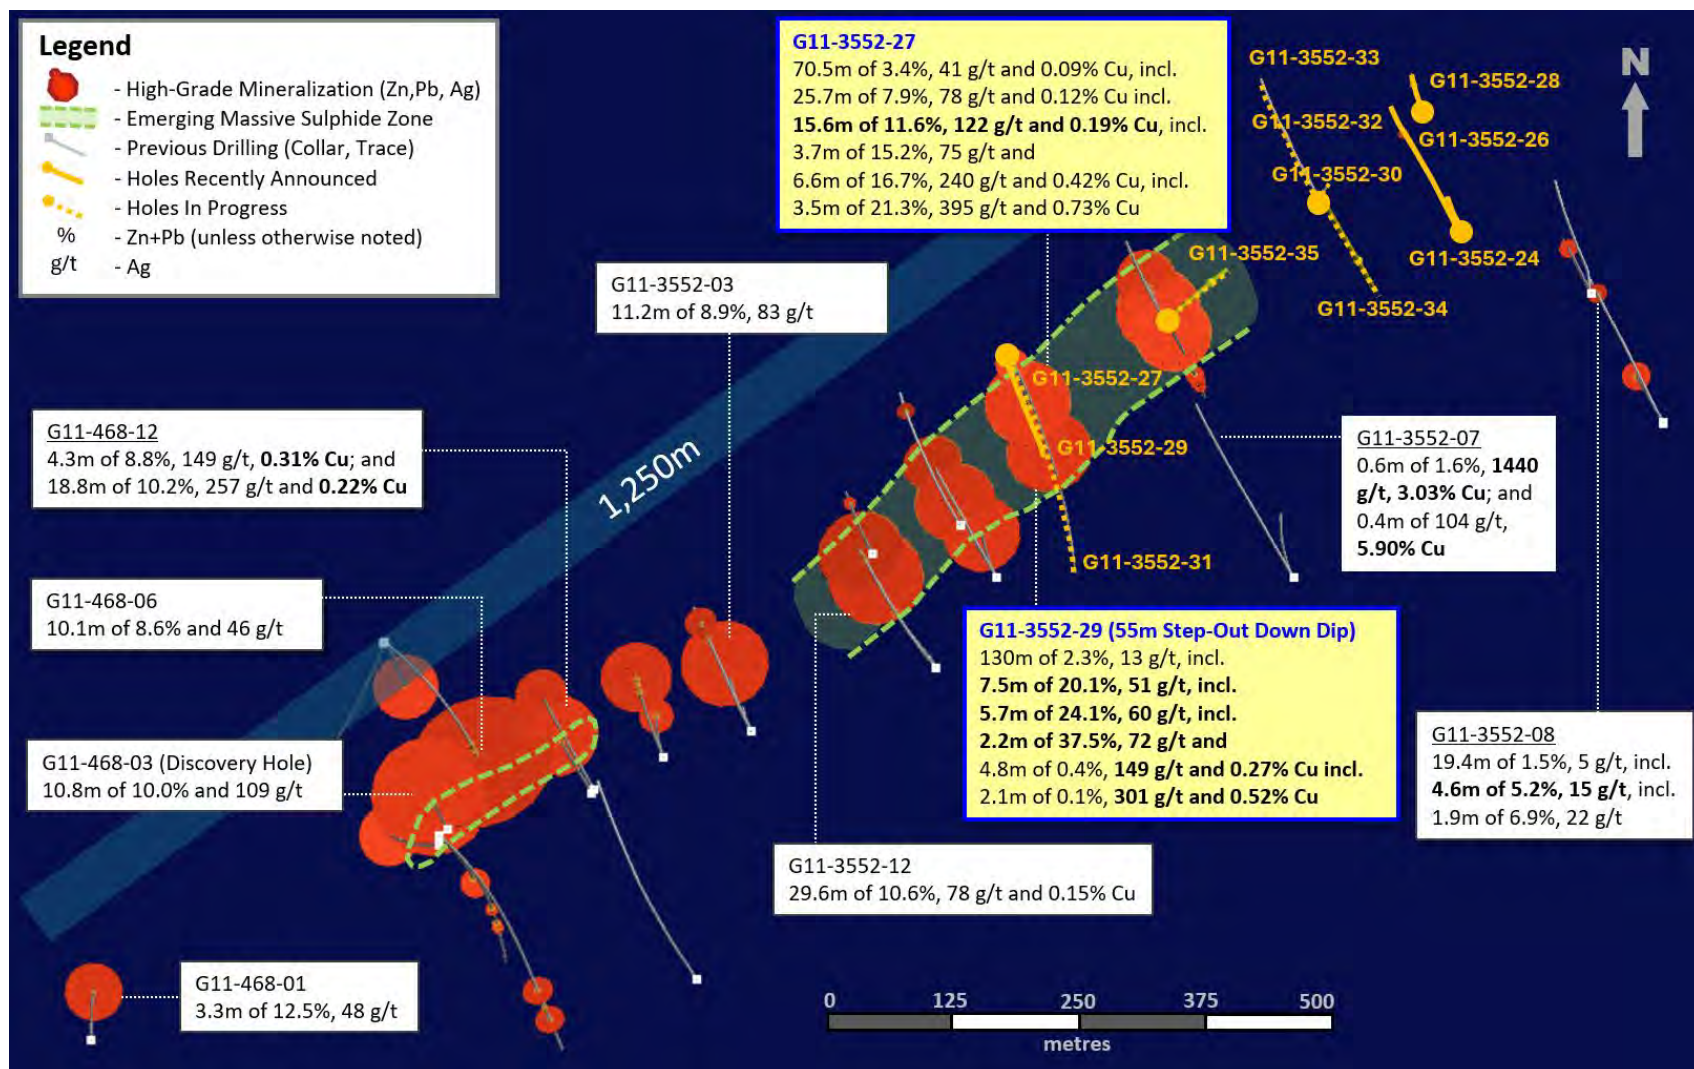 Legend
- High-Grade Mineralization (Zn,Pb, Ag)
- Emerging Massive Sulphide Zone
- Previous Drilling (Collar, Trace)
- Holes Recently Announced
- Holes In Progress
% - Zn+Pb (unless otherwise noted)
g/t - Ag
G11-3552-27
70.5m of 3.4%, 41 g/t and 0.09% Cu, incl.
25.7m of 7.9%, 78 g/t and 0.12% Cu incl.
15.6m of 11.6%, 122 g/t and 0.19% Cu, incl.
3.7m of 15.2%, 75 g/t and
6.6m of 16.7%, 240 g/t and 0.42% Cu, incl.
3.5m of 21.3%, 395 g/t and 0.73% Cu
G11-3552-33
G11-3552-28
G11-3552-32
G11-3552-26
G11-3552-30
G11-3552-35
G11-3552-24
G11-3552-34
N
G11-3552-03
11.2m of 8.9%, 83 g/t
G11-3552-27
G11-3552-29
G11-3552-31
1,250m
G11-468-12
4.3m of 8.8%, 149 g/t, 0.31% Cu; and
18.8m of 10.2%, 257 g/t and 0.22% Cu
G11-3552-07
0.6m of 1.6%, 1440
g/t, 3.03% Cu; and
0.4m of 104 g/t,
5.90% Cu
G11-468-06
10.1m of 8.6% and 46 g/t
G11-3552-29 (55m Step-Out Down Dip)
130m of 2.3%, 13 g/t, incl.
7.5m of 20.1%, 51 g/t, incl.
5.7m of 24.1%, 60 g/t, incl.
2.2m of 37.5%, 72 g/t and
4.8m of 0.4%, 149 g/t and 0.27% Cu incl.
2.1m of 0.1%, 301 g/t and 0.52% Cu
G11-468-03 (Discovery Hole)
10.8m of 10.0% and 109 g/t
G11-3552-08
19.4m of 1.5%, 5 g/t, incl.
4.6m of 5.2%, 15 g/t, incl.
1.9m of 6.9%, 22 g/t
G11-3552-12
29.6m of 10.6%, 78 g/t and 0.15% Cu
G11-468-01
3.3m of 12.5%, 48 g/t
0 125 250 375 500
metres